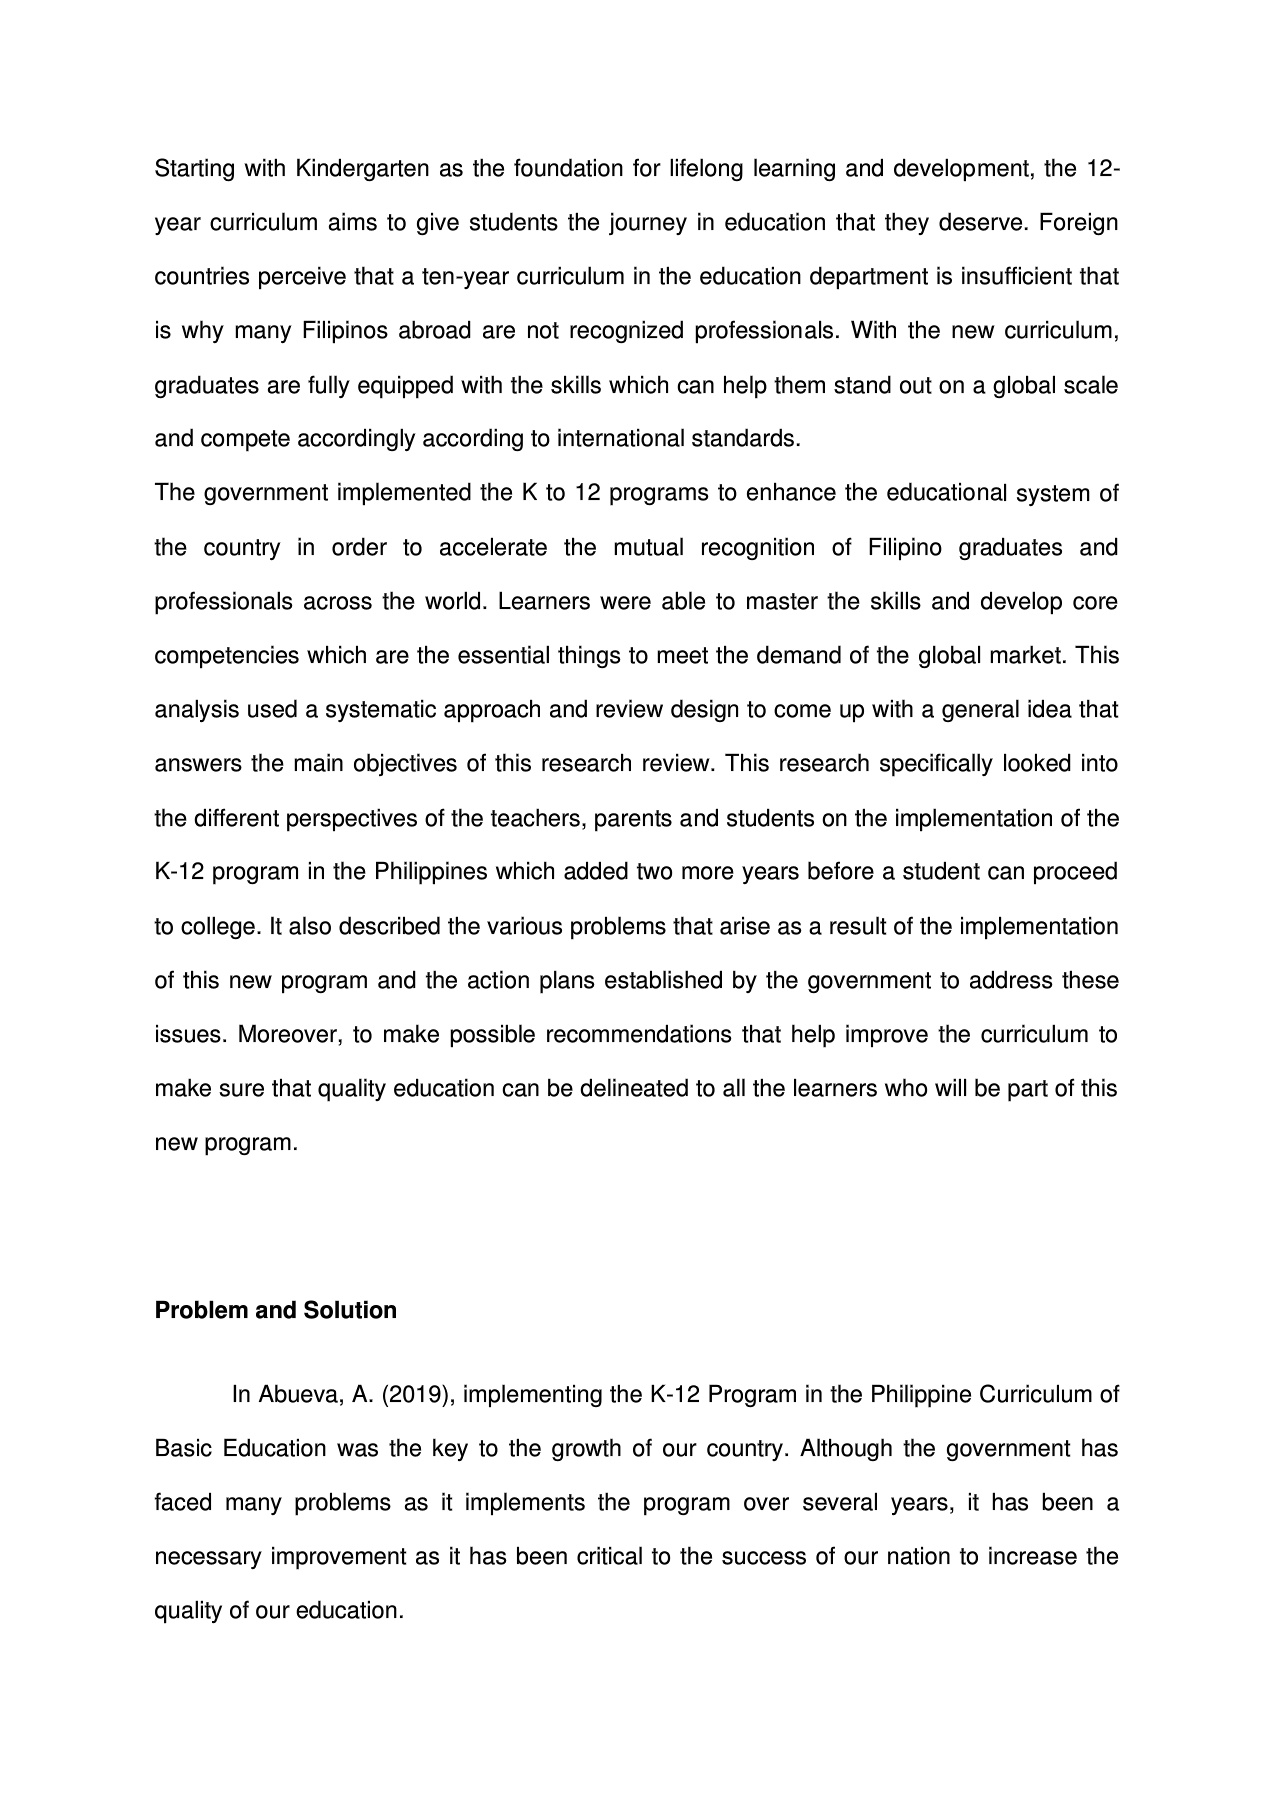 Starting with Kindergarten as the foundation for lifelong learning and development, the 12-
year curriculum aims to give students the journey in education that they deserve. Foreign
countries perceive that a ten-year curriculum in the education department is insufficient that
is why many Filipinos abroad are not recognized professionals. With the new curriculum,
graduates are fully equipped with the skills which can help them stand out on a global scale
and compete accordingly according to international standards.
The government implemented the K to 12 programs to enhance the educational system of
the country in order to accelerate the mutual recognition of Filipino graduates and
professionals across the world. Learners were able to master the skills and develop core
competencies which are the essential things to meet the demand of the global market. This
analysis used a systematic approach and review design to come up with a general idea that
answers the main objectives of this research review. This research specifically looked into
the different perspectives of the teachers, parents and students on the implementation of the
K-12 program in the Philippines which added two more years before a student can proceed
to college. It also described the various problems that arise as a result of the implementation
of this new program and the action plans established by the government to address these
issues. Moreover, to make possible recommendations that help improve the curriculum to
make sure that quality education can be delineated to all the learners who will be part of this
new program.
Problem and Solution
In Abueva, A. (2019), implementing the K-12 Program in the Philippine Curriculum of
Basic Education was the key to the growth of our country. Although the government has
faced many problems as it implements the program over several years, it has been a
necessary improvement as it has been critical to the success of our nation to increase the
quality of our education.